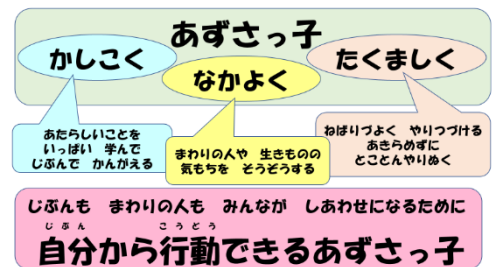 あずさっ子
かしこく
なかよく
たくましく
あたらしいことを
いっぱい 学んで
じぶんで かんがえる
まわりの人や 生きものの
気もちを そうぞうする
ねばりづよく やりつづける
あきらめずに
とことんやりぬく
じぶんも まわりの人も みんなが しあわせになるために
じぶん こうどう
自分から行動できるあずさっ子